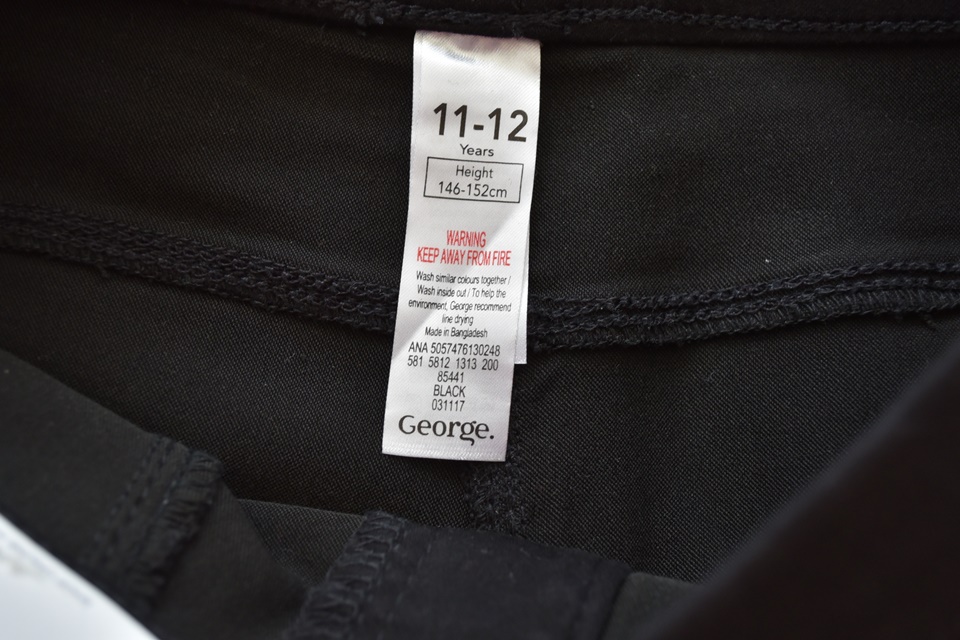 11-12
Years
Height
146-152cm
WARNING
KEEP AWAY FROM FIRE
Wash similar colours together /
Wash inside out / To help the
environment, George recommend
line drying
Made in Bangladesh
ANA 5057476130248
581 5812 1313 200
85441
BLACK
031117
George.